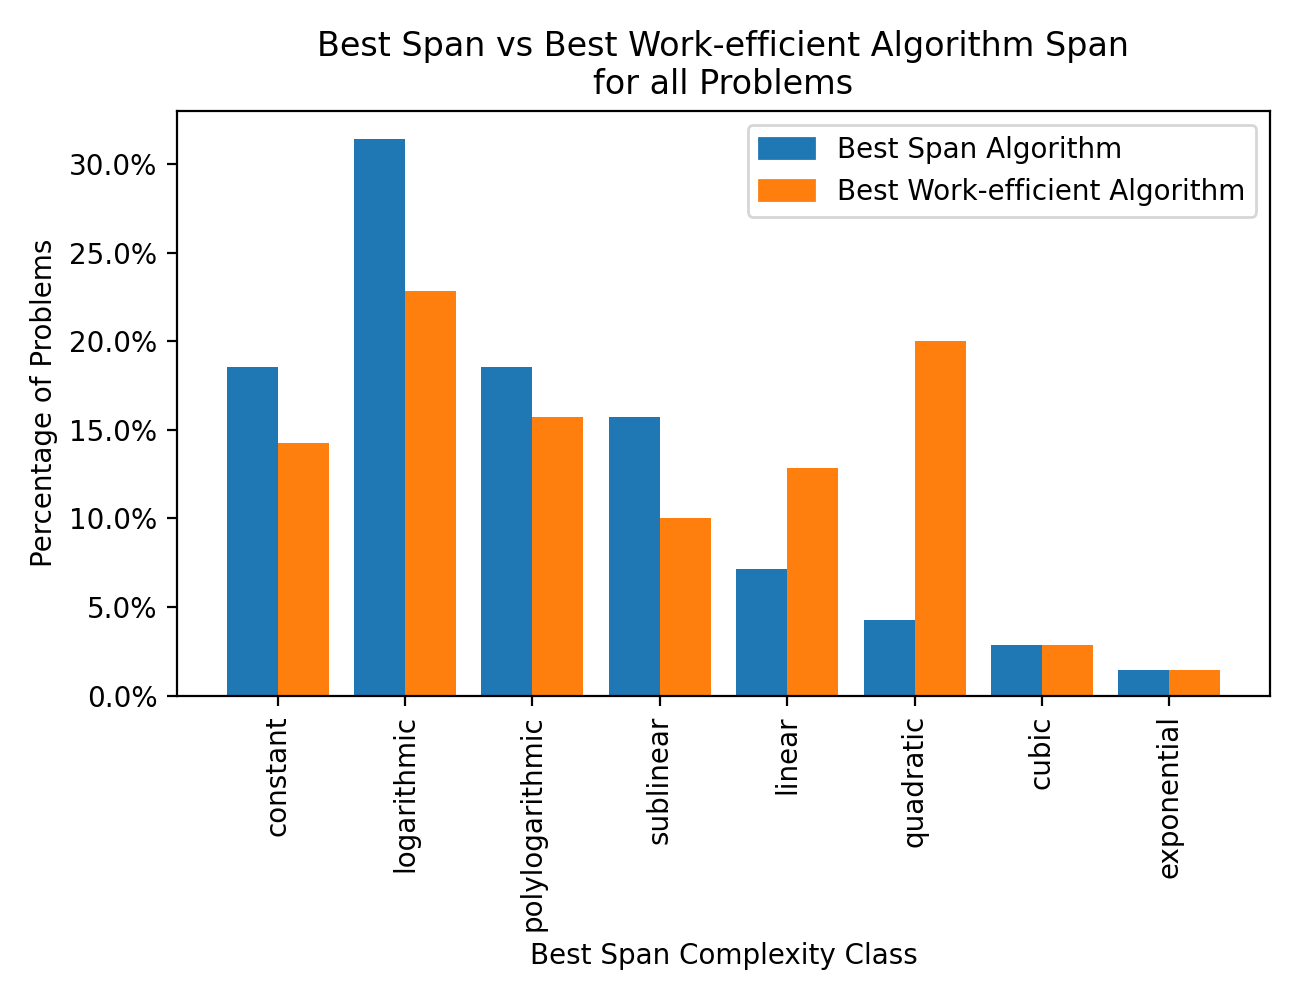 Best Span vs Best Work-efficient Algorithm Span
for all Problems
Best Span Algorithm
Best Work-efficient Algorithm
Percentage of Problems
30.0%
25.0%
20.0%
15.0%
10.0%
5.0%
0.0%
constant
logarithmic
polylogarithmic
sublinear
linear
quadratic
cubic
exponential
Best Span Complexity Class